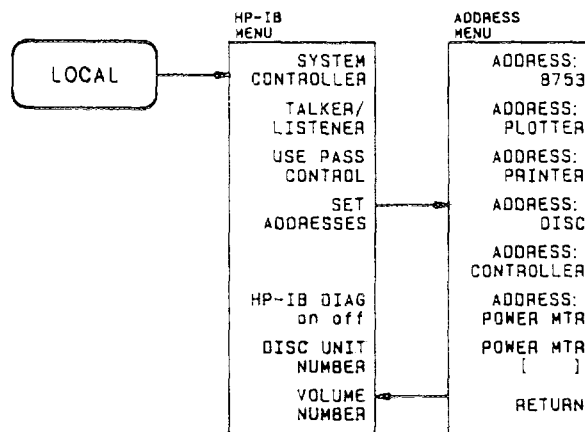 LOCAL
HP-IB
MENU
SYSTEM
CONTROLLER
TALKER/
LISTENER
USE PASS
CONTROL
SET
ADDRESSES
HP-IB DIAG
on off
DISC UNIT
NUMBER
VOLUME
NUMBER
ADDRESS
MENU
ADDRESS:
8753
ADDRESS:
PLOTTER
ADDRESS:
PRINTER
ADDRESS:
DISC
ADDRESS:
CONTROLLER
ADDRESS:
POWER MTR
POWER MTR
[ ]
RETURN